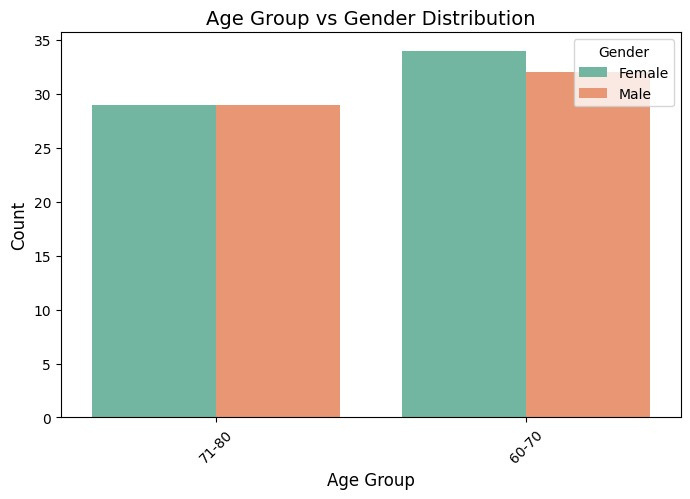 Age Group vs Gender Distribution
Gender
Female
Male
35
30
25
20
15
10
5
0
Count
71-80
60-70
Age Group